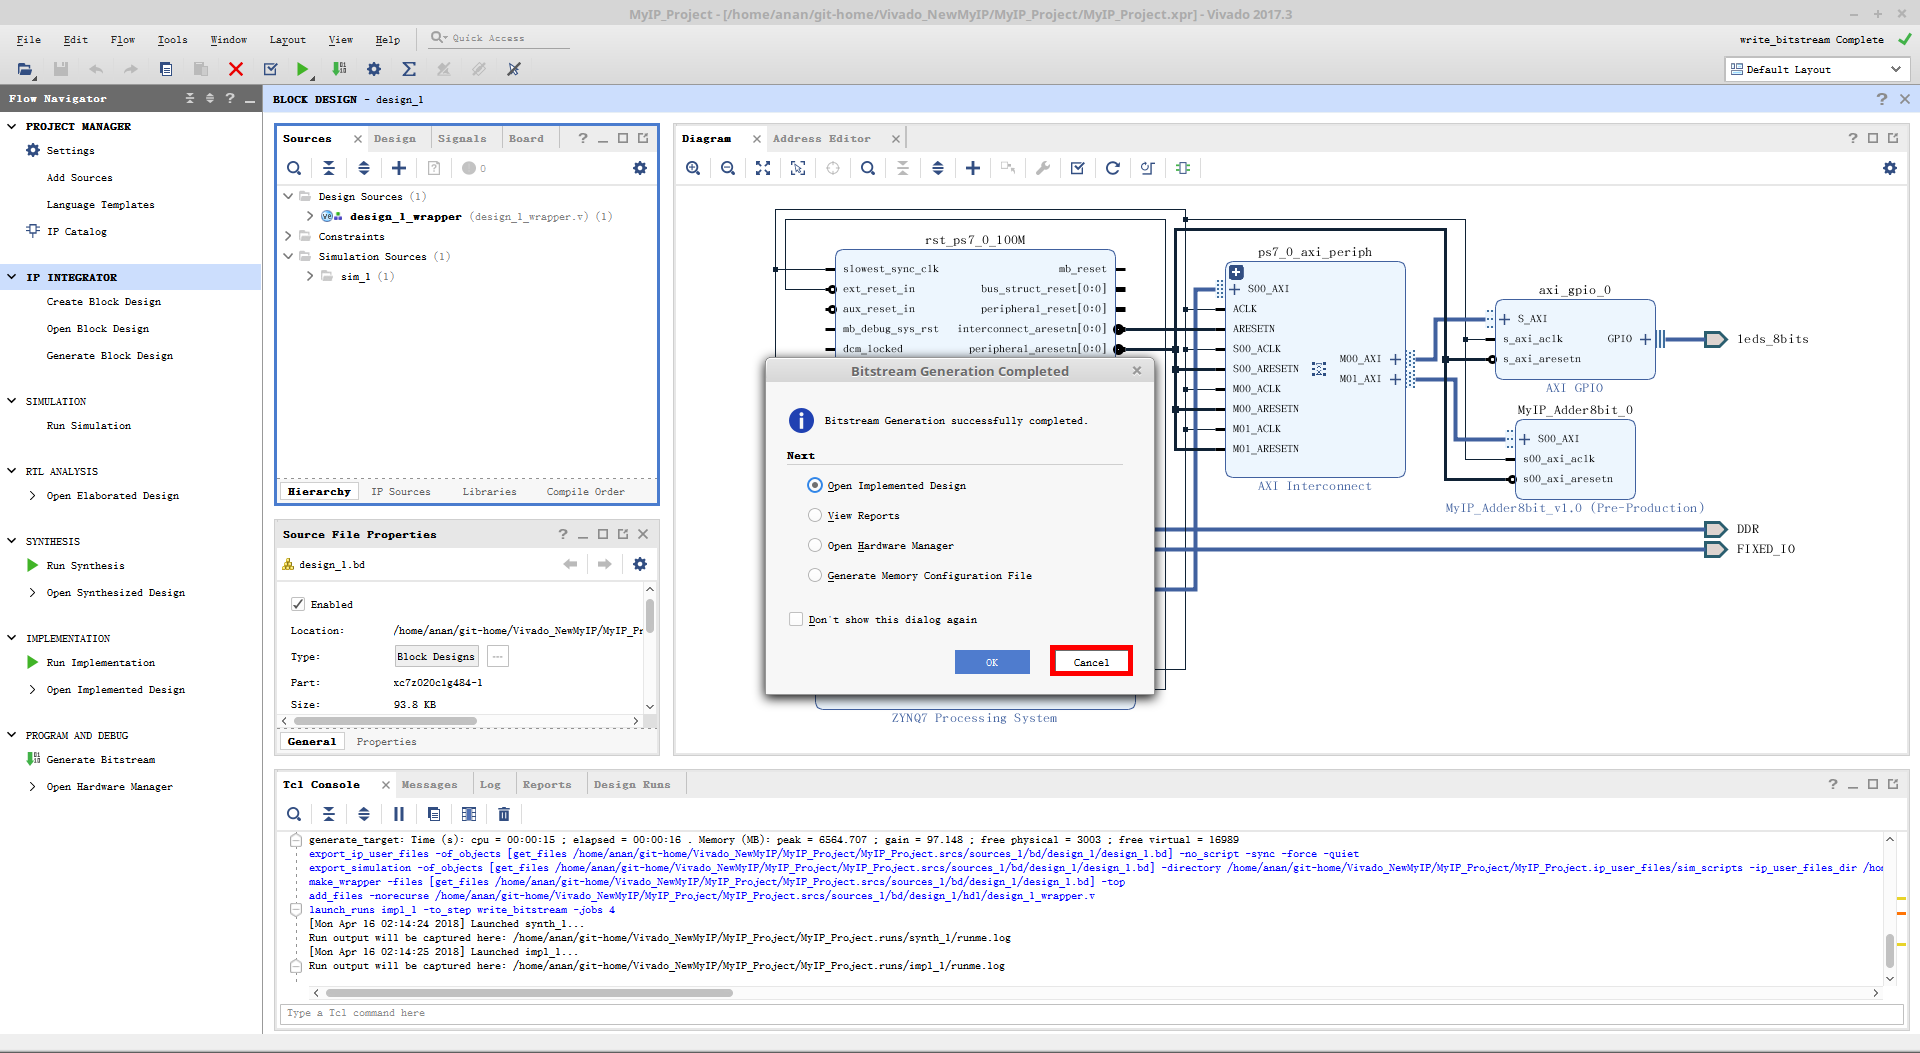 MyIP_Project - [/home/anan/git-home/Vivado_NewMyIP/MyIP_Project/MyIP_Project.xpr] - Vivado 2017.3
File Edit Flow Tools Window Layout View Help Quick Access
write_bitstream Complete
Default Layout
Flow Navigator
PROJECT MANAGER
Settings
Add Sources
Language Templates
IP Catalog
IP INTEGRATOR
Create Block Design
Open Block Design
Generate Block Design
SIMULATION
Run Simulation
RTL ANALYSIS
Open Elaborated Design
SYNTHESIS
Run Synthesis
Open Synthesized Design
IMPLEMENTATION
Run Implementation
Open Implemented Design
PROGRAM AND DEBUG
Generate Bitstream
Open Hardware Manager
BLOCK DESIGN - design_1
Sources Design Signals Board
0
Design Sources (1)
design_1_wrapper (design_1_wrapper.v) (1)
Constraints
Simulation Sources (1)
sim_1 (1)
Hierarchy IP Sources Libraries Compile Order
Source File Properties
design_1.bd
Enabled
Location: /home/anan/git-home/Vivado_NewMyIP/MyIP_Pr
Type: Block Designs
Part: xc7z020clg484-1
Size: 93.8 KB
General Properties
Diagram Address Editor
rst_ps7_0_100M
slowest_sync_clk mb_reset
ext_reset_in bus_struct_reset[0:0]
aux_reset_in peripheral_reset[0:0]
mb_debug_sys_rst interconnect_aresetn[0:0]
dcm_locked peripheral_aresetn[0:0]
ps7_0_axi_periph
S00_AXI
ACLK
ARESETN
S00_ACLK
S00_ARESETN
M00_ACLK
M00_ARESETN
M01_ACLK
M01_ARESETN
M00_AXI
M01_AXI
AXI Interconnect
axi_gpio_0
S_AXI
s_axi_aclk
s_axi_aresetn
GPIO
AXI GPIO
leds_8bits
MyIP_Adder8bit_0
S00_AXI
s00_axi_aclk
s00_axi_aresetn
MyIP_Adder8bit_v1.0 (Pre-Production)
DDR
FIXED_IO
ZYNQ7 Processing System
Bitstream Generation Completed
Bitstream Generation successfully completed.
Next
Open Implemented Design
View Reports
Open Hardware Manager
Generate Memory Configuration File
Don't show this dialog again
OK Cancel
Tcl Console Messages Log Reports Design Runs
generate_target: Time (s): cpu = 00:00:15 ; elapsed = 00:00:16 . Memory (MB): peak = 6564.707 ; gain = 97.148 ; free physical = 3003 ; free virtual = 16989
export_ip_user_files -of_objects [get_files /home/anan/git-home/Vivado_NewMyIP/MyIP_Project/MyIP_Project.srcs/sources_1/bd/design_1/design_1.bd] -no_script -sync -force -quiet
export_simulation -of_objects [get_files /home/anan/git-home/Vivado_NewMyIP/MyIP_Project/MyIP_Project.srcs/sources_1/bd/design_1/design_1.bd] -directory /home/anan/git-home/Vivado_NewMyIP/MyIP_Project/MyIP_Project.ip_user_files/sim_scripts -ip_user_files_dir /hom
make_wrapper -files [get_files /home/anan/git-home/Vivado_NewMyIP/MyIP_Project/MyIP_Project.srcs/sources_1/bd/design_1/design_1.bd] -top
add_files -norecurse /home/anan/git-home/Vivado_NewMyIP/MyIP_Project/MyIP_Project.srcs/sources_1/bd/design_1/hdl/design_1_wrapper.v
launch_runs impl_1 -to_step write_bitstream -jobs 4
[Mon Apr 16 02:14:24 2018] Launched synth_1...
Run output will be captured here: /home/anan/git-home/Vivado_NewMyIP/MyIP_Project/MyIP_Project.runs/synth_1/runme.log
[Mon Apr 16 02:14:25 2018] Launched impl_1...
Run output will be captured here: /home/anan/git-home/Vivado_NewMyIP/MyIP_Project/MyIP_Project.runs/impl_1/runme.log
Type a Tcl command here